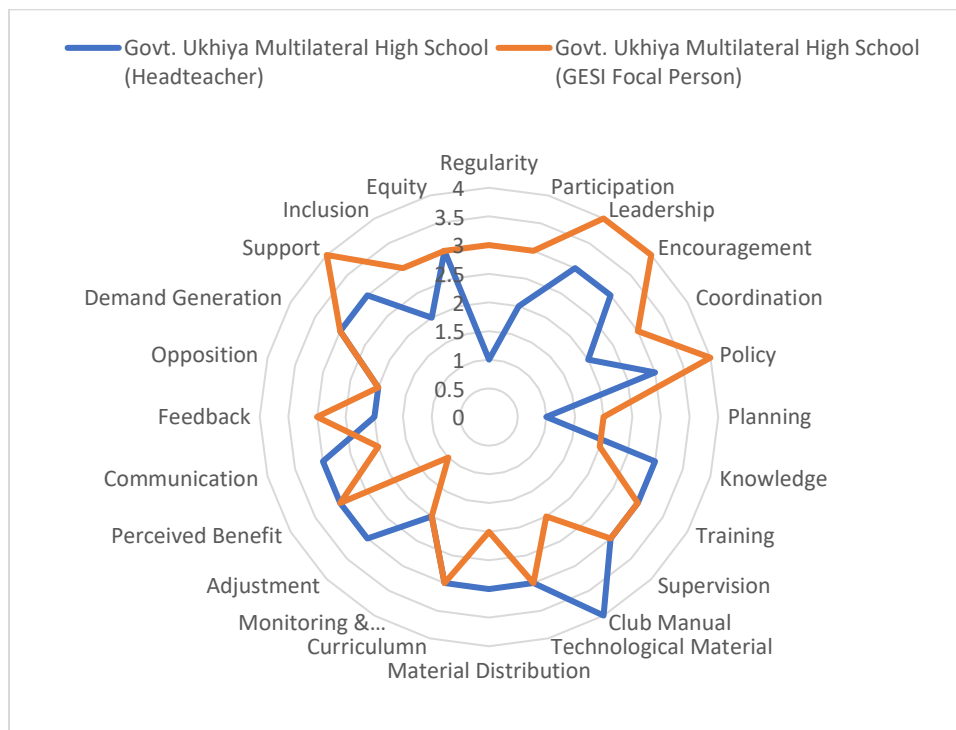 Govt. Ukhiya Multilateral High School
(Headteacher)
Govt. Ukhiya Multilateral High School
(GESI Focal Person)
Regularity
Participation
Leadership
Encouragement
Coordination
Policy
Planning
Knowledge
Training
Supervision
Club Manual
Technological Material
Material Distribution
Curriculumn
Monitoring &...
Adjustment
Perceived Benefit
Communication
Feedback
Opposition
Demand Generation
Support
Inclusion
Equity
4
3.5
3
2.5
2
1.5
1
0.5
0